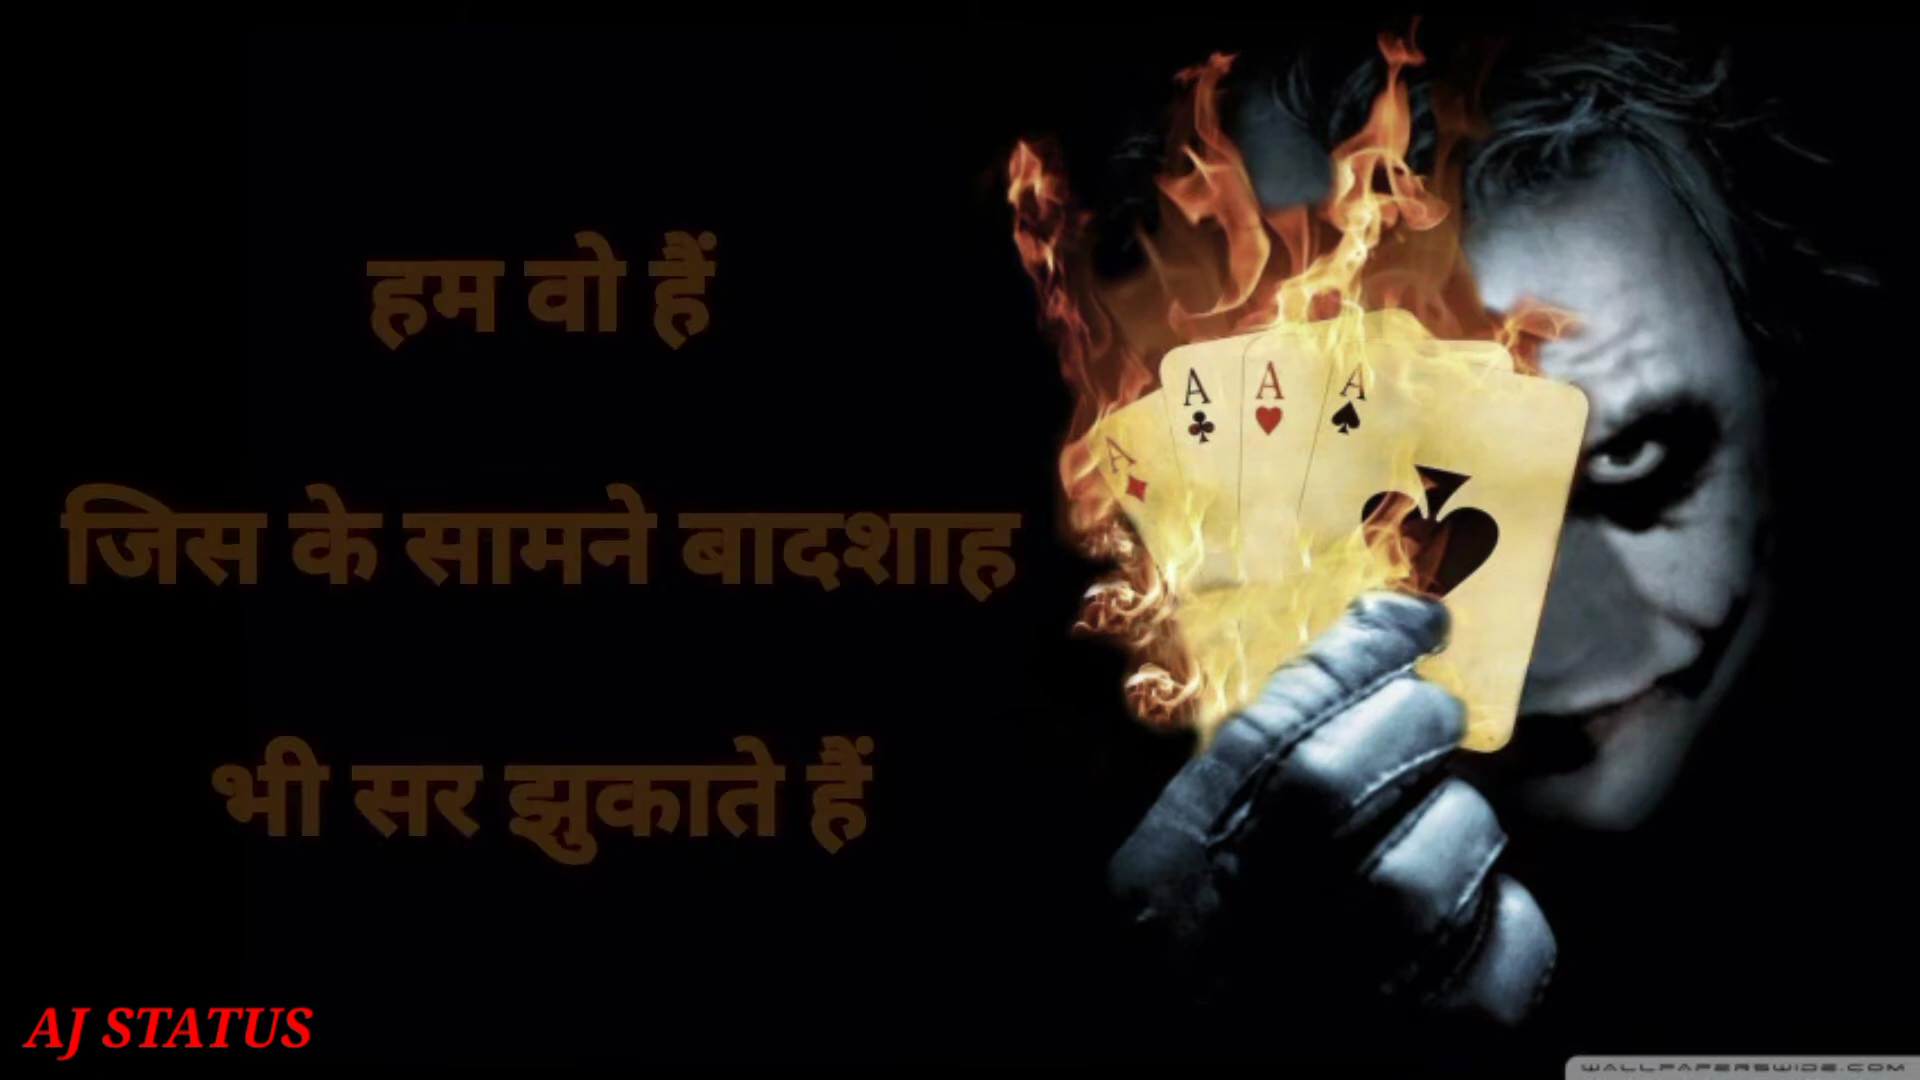 हम वो हैं
जिस के सामने बादशाह
भी सर झुकाते हैं
A
A
A
A
AJ STATUS
WALLPAPERSWIDE.COM